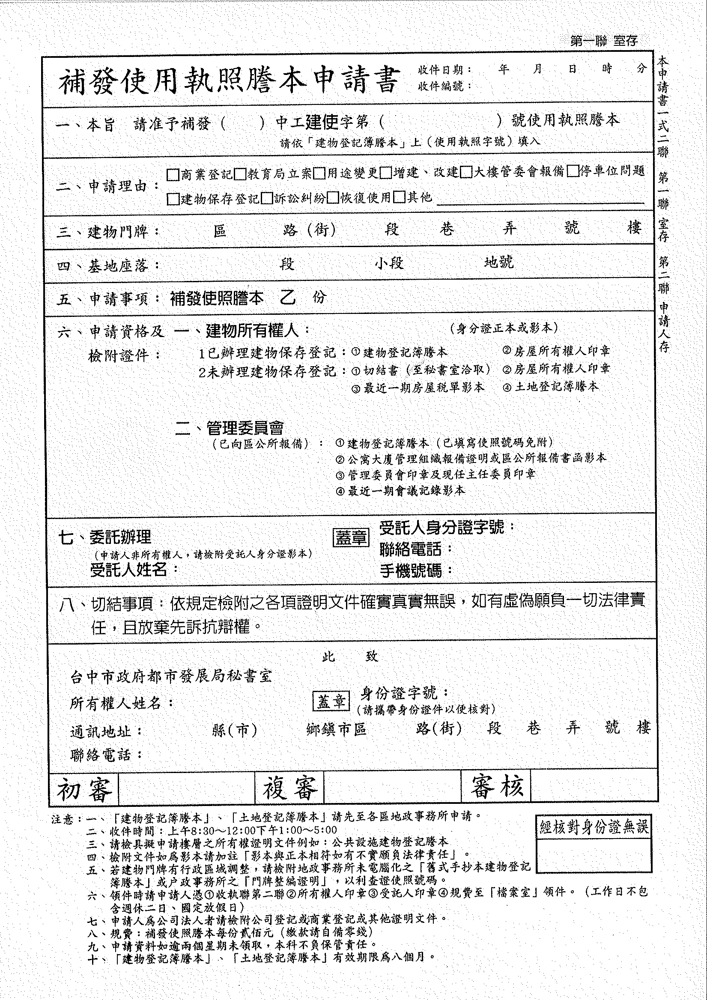 第一聯 室存
補發使用執照謄本申請書
收件日期： 年 月 日 時 分
收件編號：
一、本旨 請准予補發（ ）中工建使字第（ ）號使用執照謄本
請依「建物登記簿謄本」上（使用執照字號）填入
二、申請理由：
□商業登記□教育局立案□用途變更□增建、改建□大樓管委會報備□停車位問題
□建物保存登記□訴訟糾紛□恢復使用□其他
三、建物門牌： 區 路（街） 段 巷 弄 號 樓
四、基地座落： 段 小段 地號
五、申請事項：補發使照謄本 乙 份
六、申請資格及 一、建物所有權人： （身分證正本或影本）
檢附證件： 1已辦理建物保存登記：①建物登記簿謄本 ②房屋所有權人印章
2未辦理建物保存登記：①切結書（至秘書室洽取） ②房屋所有權人印章
③最近一期房屋稅單影本 ④土地登記簿謄本
二、管理委員會
（已向區公所報備）： ①建物登記簿謄本（已填寫使照號碼免附）
②公寓大廈管理組織報備證明或區公所報備書函影本
③管理委員會印章及現任主任委員印章
④最近一期會議記錄影本
七、委託辦理
（申請人非所有權人，請檢附受託人身分證影本）
受託人姓名：
蓋章
受託人身分證字號：
聯絡電話：
手機號碼：
八、切結事項：依規定檢附之各項證明文件確實真實無誤，如有虛偽願負一切法律責
任，且放棄先訴抗辯權。
此 致
台中市政府都市發展局秘書室
所有權人姓名： 蓋章 身份證字號：
（請攜帶身份證件以便核對）
通訊地址： 縣（市） 鄉鎮市區 路（街） 段 巷 弄 號 樓
聯絡電話：
初審 複審 審核
注意：一、「建物登記簿謄本」、「土地登記簿謄本」請先至各區地政事務所申請。
二、收件時間：上午8:30～12:00下午1:00～5:00
三、請檢具擬申請樓層之所有權證明文件例如：公共設施建物登記謄本
四、檢附文件如為影本請加註「影本與正本相符如有不實願負法律責任」。
五、若建物門牌有行政區域調整，請檢附地政事務所未電腦化之「舊式手抄本建物登記
簿謄本」或戶政事務所之「門牌整編證明」，以利查證使照號碼。
六、領件時請申請人憑①收執聯第二聯②所有權人印章③受託人印章④規費至「檔案室」領件。（工作日不包
含週休二日、國定放假日）
七、申請人為公司法人者請檢附公司登記或商業登記或其他證明文件。
八、規費：補發使照謄本每份貳佰元（繳款請自備零錢）
九、申請資料如逾兩個星期未領取，本科不負保管責任。
十、「建物登記簿謄本」、「土地登記簿謄本」有效期限為八個月。
經核對身份證無誤
本申請書一式二聯 第一聯 室存 第二聯 申請人存